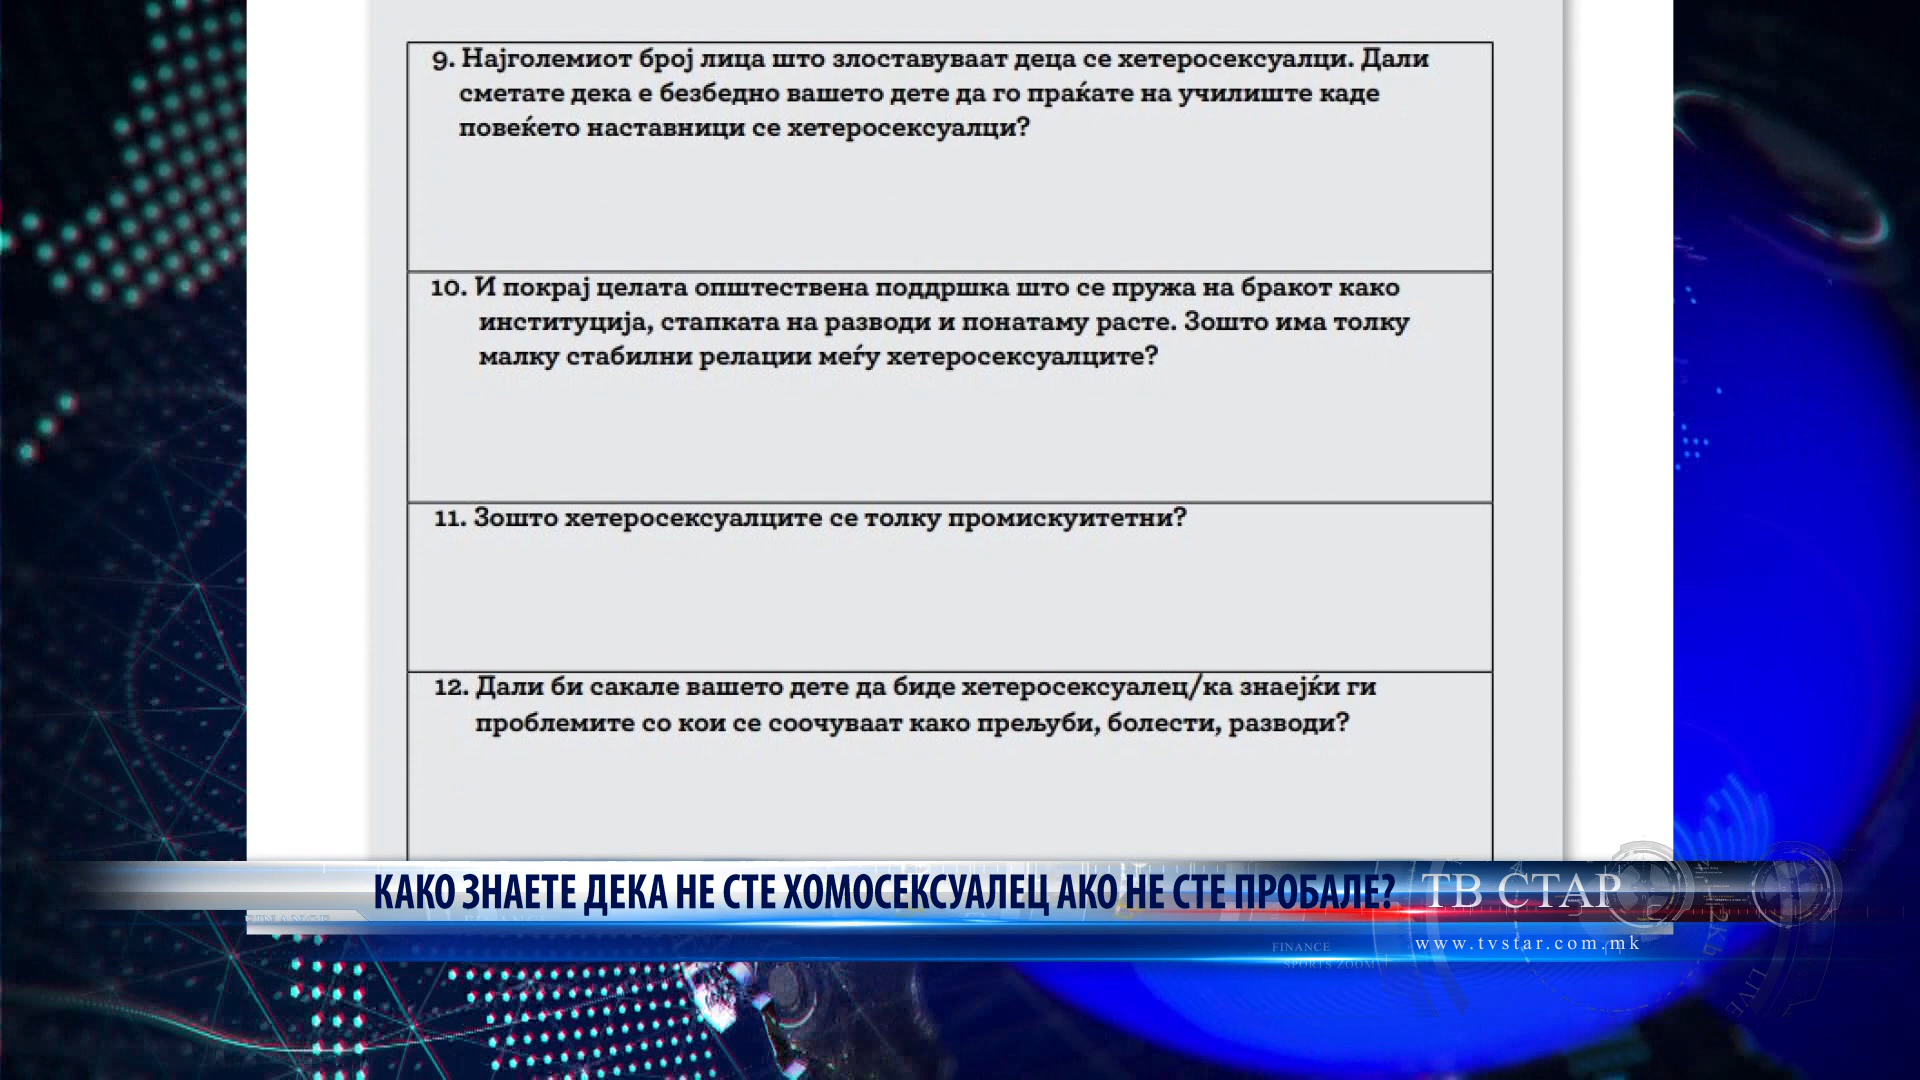 9. Најголемиот број лица што злоставуваат деца се хетеросексуалци. Дали
сметате дека е безбедно вашето дете да го праќате на училиште каде
повеќето наставници се хетеросексуалци?
10. И покрај целата општествена поддршка што се пружа на бракот како
институција, стапката на разводи и понатаму расте. Зошто има толку
малку стабилни релации меѓу хетеросексуалците?
11. Зошто хетеросексуалците се толку промискуитетни?
12. Дали би сакале вашето дете да биде хетеросексуалец/ка знаејќи ги
проблемите со кои се соочуваат како прељуби, болести, разводи?
КАКО ЗНАЕТЕ ДЕКА НЕ СТЕ ХОМОСЕКСУАЛЕЦ АКО НЕ СТЕ ПРОБАЛЕ?
ТВ СТАР
www.tvstar.com.mk
FINANCE
FINANCE
SPORTS ZOOM
LIVE